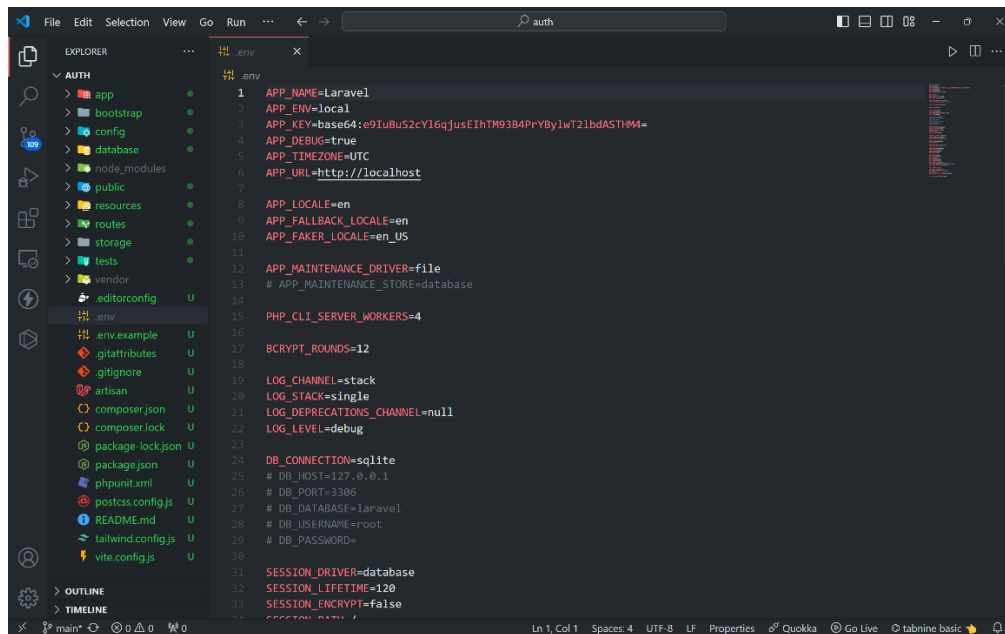 File Edit Selection View Go Run ··· auth
EXPLORER ···
AUTH
app
bootstrap
config
109
database
node_modules
public
resources
routes
storage
tests
vendor
.editorconfig U
.env
.env.example U
.gitattributes U
.gitignore U
artisan U
composer.json U
composer.lock U
package-lock.json U
package.json U
phpunit.xml U
postcss.config.js U
README.md U
tailwind.config.js U
vite.config.js U
OUTLINE
TIMELINE
.env
.env
1 APP_NAME=Laravel
2 APP_ENV=local
3 APP_KEY=base64:e9IuBuS2cYl6qjusEIhTM93B4PrYBylwT2lbdASTHM4=
4 APP_DEBUG=true
5 APP_TIMEZONE=UTC
6 APP_URL=http://localhost
7
8 APP_LOCALE=en
9 APP_FALLBACK_LOCALE=en
10 APP_FAKER_LOCALE=en_US
11
12 APP_MAINTENANCE_DRIVER=file
13 # APP_MAINTENANCE_STORE=database
14
15 PHP_CLI_SERVER_WORKERS=4
16
17 BCRYPT_ROUNDS=12
18
19 LOG_CHANNEL=stack
20 LOG_STACK=single
21 LOG_DEPRECATIONS_CHANNEL=null
22 LOG_LEVEL=debug
23
24 DB_CONNECTION=sqlite
25 # DB_HOST=127.0.0.1
26 # DB_PORT=3306
27 # DB_DATABASE=laravel
28 # DB_USERNAME=root
29 # DB_PASSWORD=
30
31 SESSION_DRIVER=database
32 SESSION_LIFETIME=120
33 SESSION_ENCRYPT=false
34 SESSION_PATH=/
main* 0 0 0 Ln 1, Col 1 Spaces: 4 UTF-8 LF Properties Quokka Go Live tabnine basic